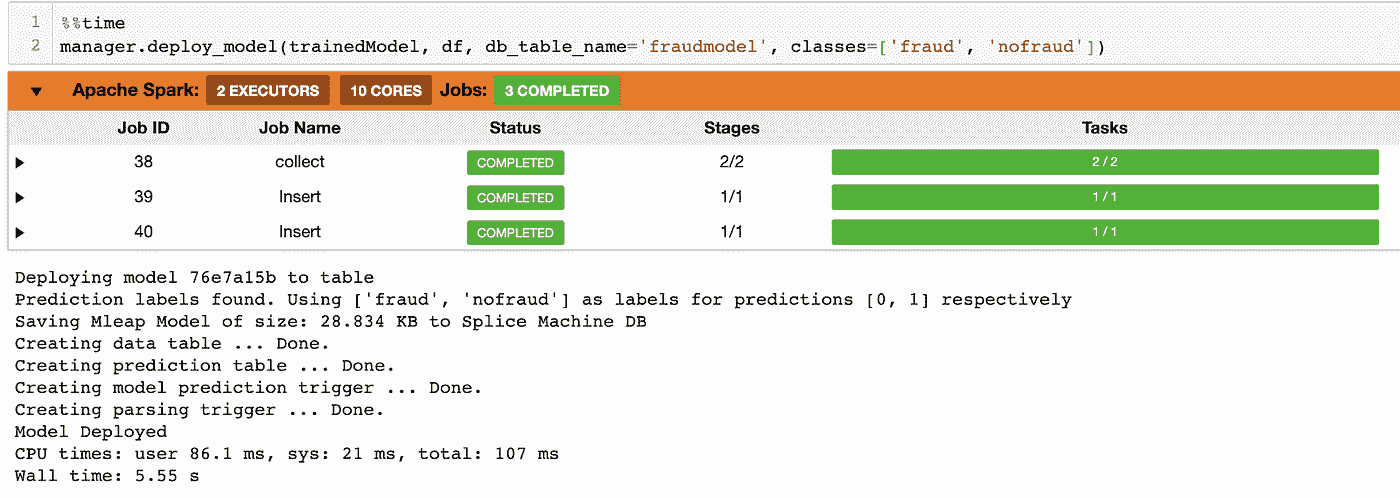 1 %%time
2 manager.deploy_model(trainedModel, df, db_table_name='fraudmodel', classes=['fraud', 'nofraud'])
Apache Spark: 2 EXECUTORS 10 CORES Jobs: 3 COMPLETED
Job ID Job Name Status Stages Tasks
38 collect COMPLETED 2/2 2 / 2
39 Insert COMPLETED 1/1 1 / 1
40 Insert COMPLETED 1/1 1 / 1
Deploying model 76e7a15b to table
Prediction labels found. Using ['fraud', 'nofraud'] as labels for predictions [0, 1] respectively
Saving Mleap Model of size: 28.834 KB to Splice Machine DB
Creating data table ... Done.
Creating prediction table ... Done.
Creating model prediction trigger ... Done.
Creating parsing trigger ... Done.
Model Deployed
CPU times: user 86.1 ms, sys: 21 ms, total: 107 ms
Wall time: 5.55 s